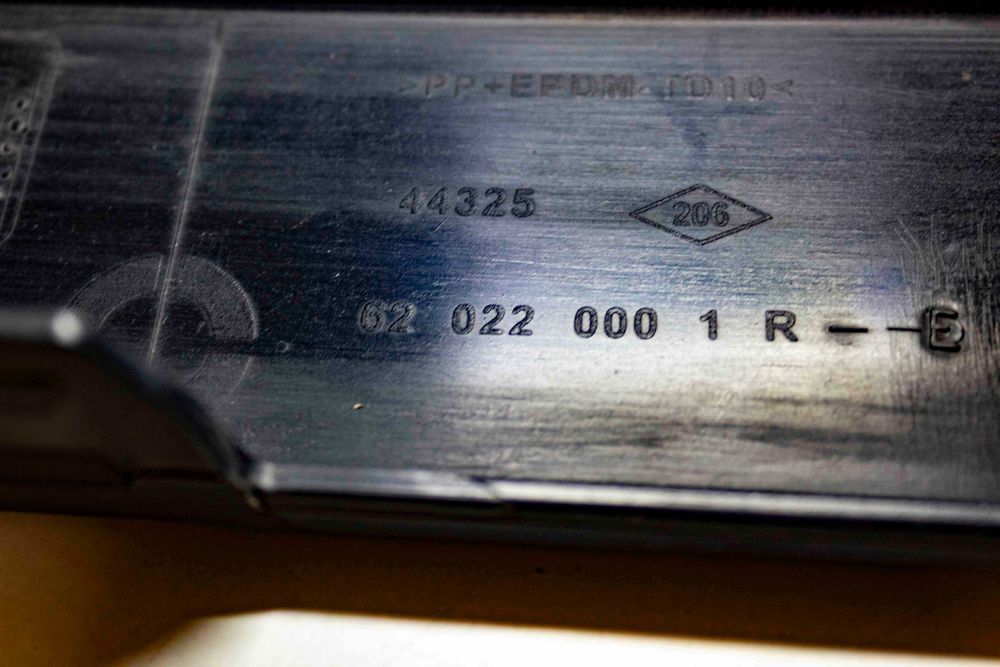 >PP+EPDM-TD10<
44325
206
62 022 000 1 R - - E